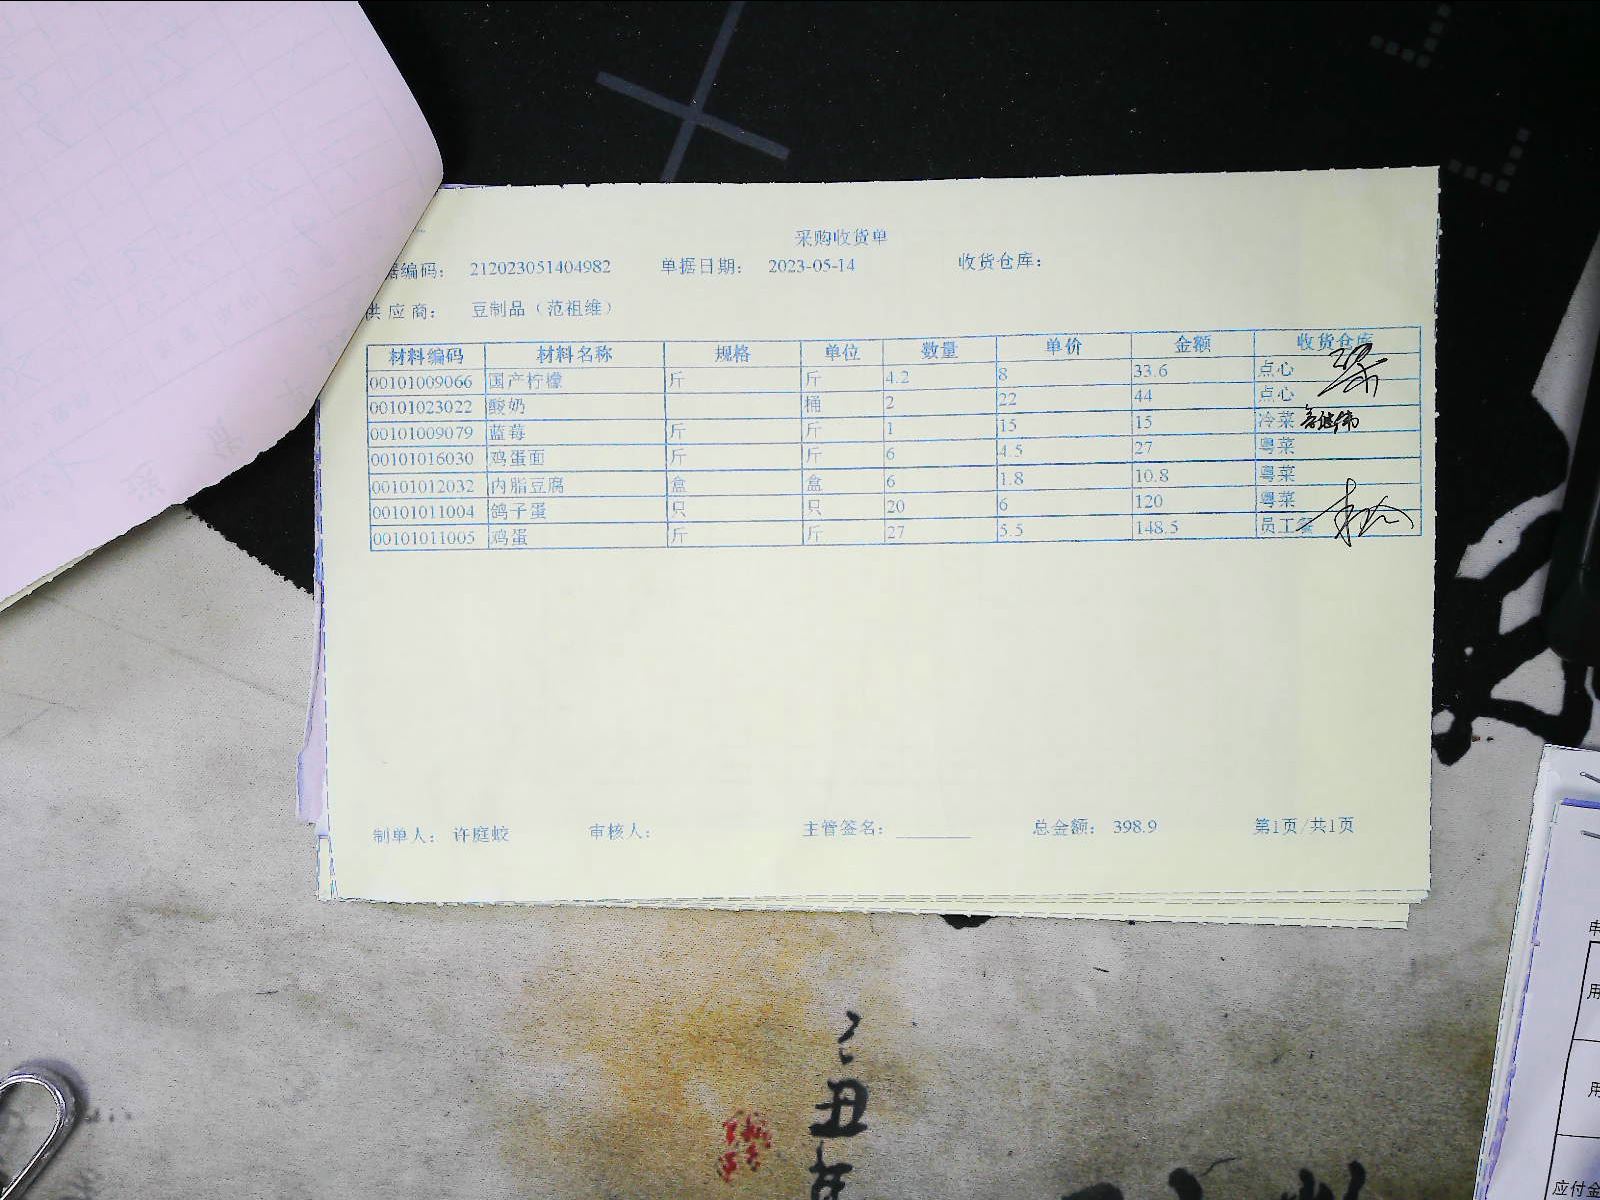 采购收货单
据编码： 212023051404982 单据日期： 2023-05-14 收货仓库：
供应商： 豆制品（范祖维）
材料编码 材料名称 规格 单位 数量 单价 金额 收货仓库
00101009066 国产柠檬 斤 斤 4.2 8 33.6 点心
00101023022 酸奶 桶 2 22 44 点心
00101009079 蓝莓 斤 斤 1 15 15 冷菜
00101016030 鸡蛋面 斤 斤 6 4.5 27 粤菜
00101012032 内脂豆腐 盒 盒 6 1.8 10.8 粤菜
00101011004 鸽子蛋 只 只 20 6 120 粤菜
00101011005 鸡蛋 斤 斤 27 5.5 148.5 员工餐
制单人： 许庭蛟 审核人： 主管签名： 总金额： 398.9 第1页/共1页
用
用
应付金
丑